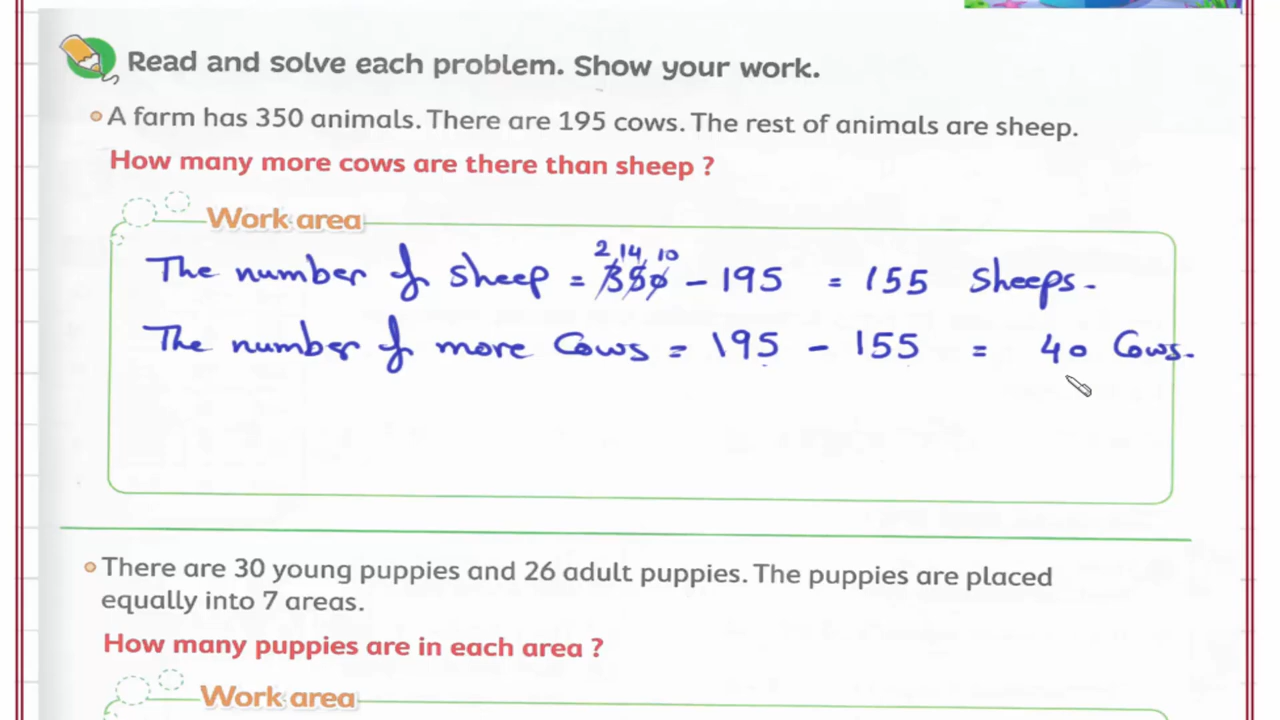 Read and solve each problem. Show your work.
A farm has 350 animals. There are 195 cows. The rest of animals are sheep.
How many more cows are there than sheep ?
Work area
2 14 10
The number of sheep = 350 - 195 = 155 Sheeps.
The number of more Cows = 195 - 155 = 40 Cows.
There are 30 young puppies and 26 adult puppies. The puppies are placed
equally into 7 areas.
How many puppies are in each area ?
Work area